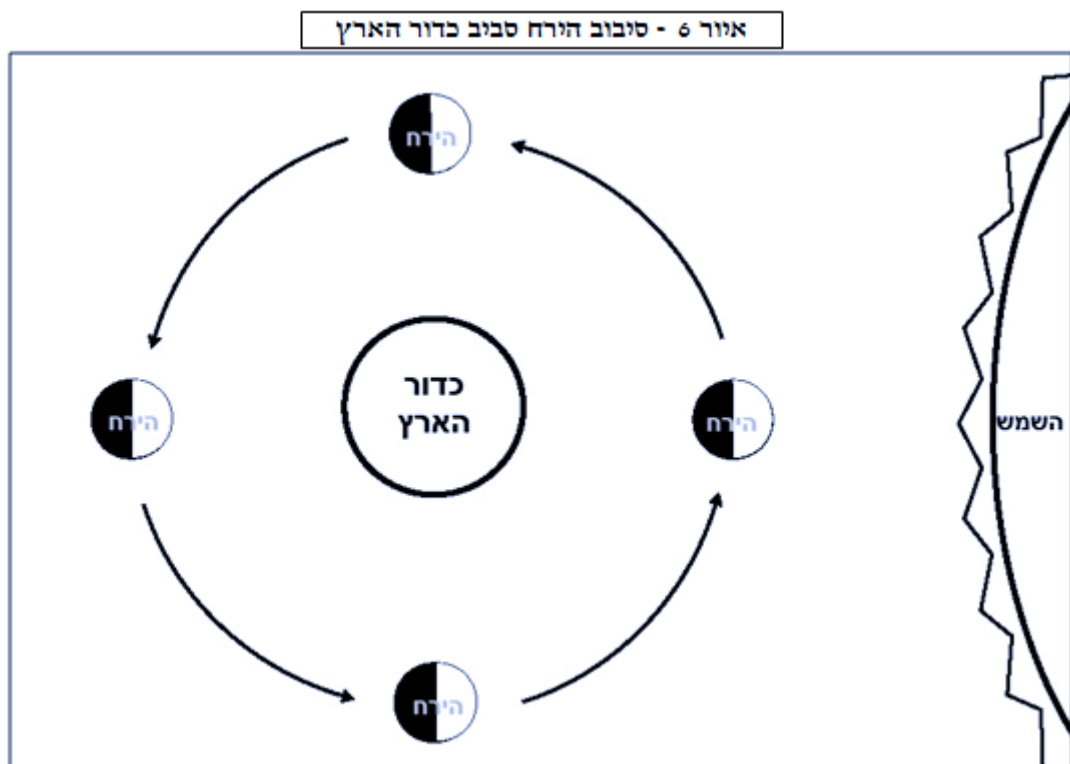 איור 6 - סיבוב הירח סביב כדור הארץ
הירח
הירח
כדור
הארץ
הירח
השמש
הירח